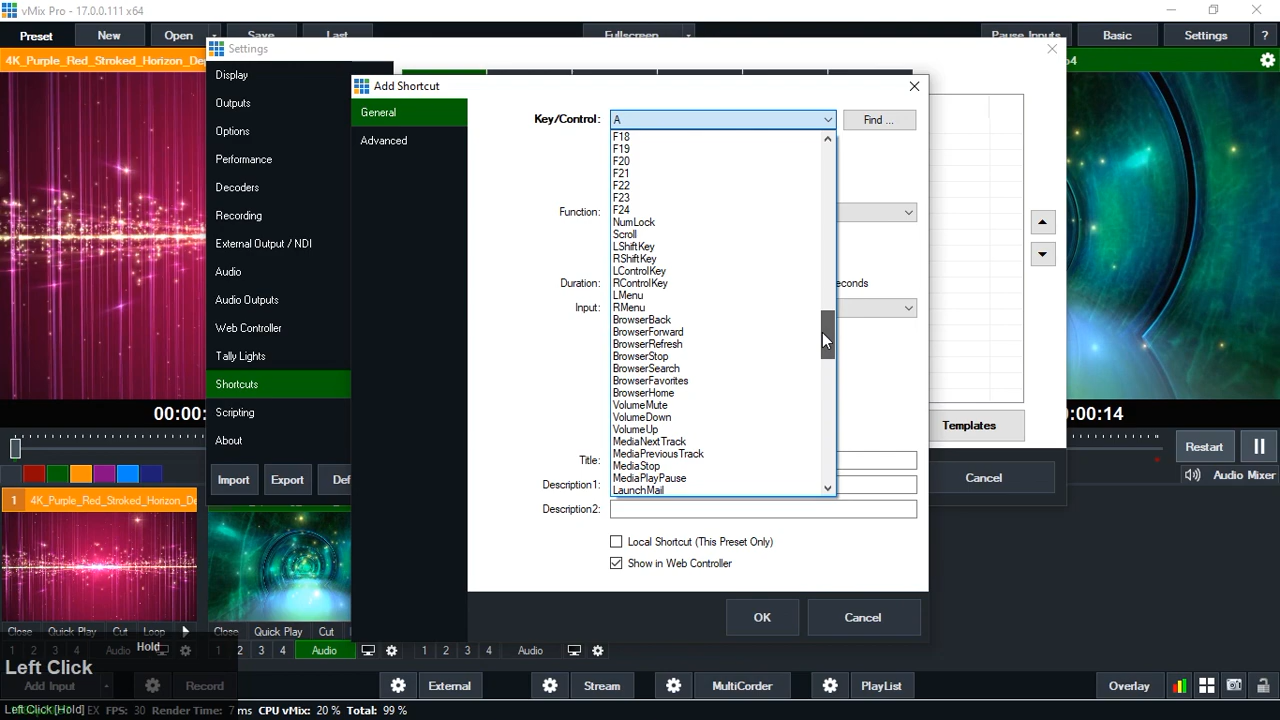 vMix Pro - 17.0.0.111 x64
Preset
New
Open
Save
Last
Fullscreen
Pause Inputs
Basic
Settings
?
4K_Purple_Red_Stroked_Horizon_De
Settings
p4
Display
Outputs
Options
Performance
Decoders
Recording
External Output / NDI
Audio
Audio Outputs
Web Controller
Tally Lights
Shortcuts
Scripting
About
Import
Export
Def
Add Shortcut
General
Advanced
Key/Control:
A
Find ...
F18
F19
F20
F21
F22
F23
F24
NumLock
Scroll
LShiftKey
RShiftKey
LControlKey
RControlKey
LMenu
RMenu
BrowserBack
BrowserForward
BrowserRefresh
BrowserStop
BrowserSearch
BrowserFavorites
BrowserHome
VolumeMute
VolumeDown
VolumeUp
MediaNextTrack
MediaPreviousTrack
MediaStop
MediaPlayPause
LaunchMail
Function:
Duration:
econds
Input:
Title:
Description1:
Description2:
Local Shortcut (This Preset Only)
Show in Web Controller
OK
Cancel
Templates
Cancel
00:00:
:00:14
Restart
Audio Mixer
1 4K_Purple_Red_Stroked_Horizon_De
Close Quick Play Cut Loop
Close Quick Play Cut
1 2 3 4 Audio
1 2 3 4 Audio
1 2 3 4 Audio
Hold
Left Click
Add Input
Record
External
Stream
MultiCorder
PlayList
Overlay
Left Click [Hold] EX FPS: 30 Render Time: 7 ms CPU vMix: 20 % Total: 99 %